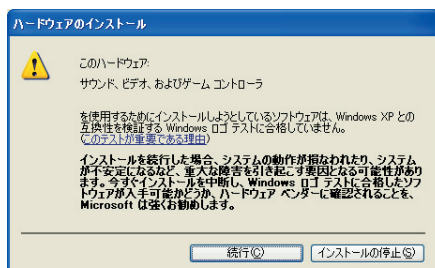 ハードウェアのインストール
このハードウェア:
サウンド、ビデオ、およびゲーム コントローラ
を使用するためにインストールしようとしているソフトウェアは、Windows XP との
互換性を検証する Windows ロゴ テストに合格していません。
(このテストが重要である理由)
インストールを続行した場合、システムの動作が損なわれたり、システム
が不安定になるなど、重大な障害を引き起こす要因となる可能性があり
ます。今すぐインストールを中断し、Windows ロゴ テストに合格したソフ
トウェアが入手可能かどうか、ハードウェア ベンダーに確認されることを、
Microsoft は強くお勧めします。
続行(C)
インストールの停止(S)